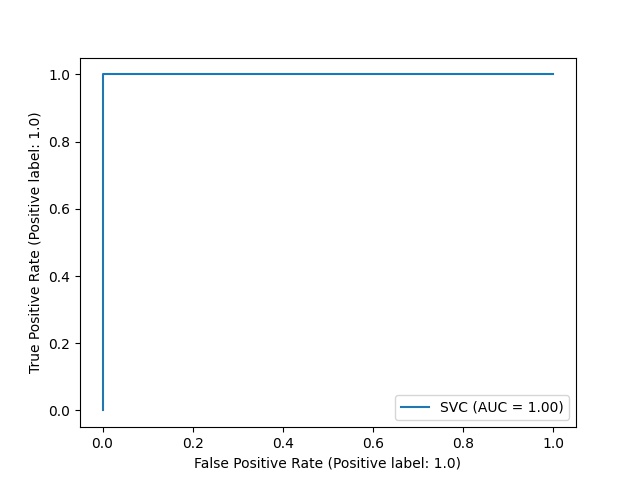 1.0
0.8
0.6
0.4
0.2
0.0
True Positive Rate (Positive label: 1.0)
SVC (AUC = 1.00)
0.0 0.2 0.4 0.6 0.8 1.0
False Positive Rate (Positive label: 1.0)